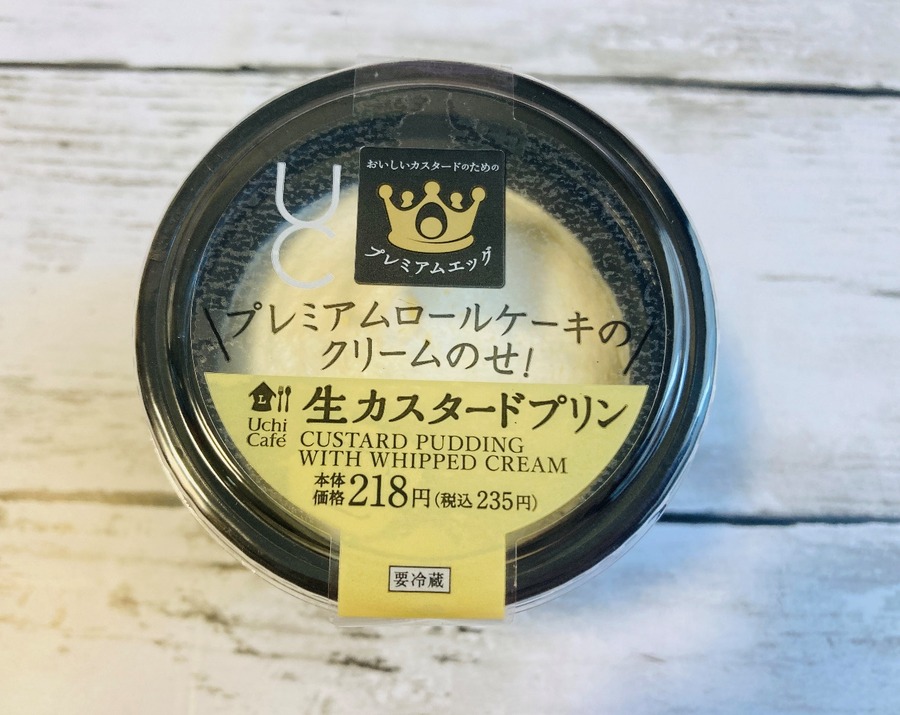 おいしいカスタードのための
プレミアムエッグ
UC
プレミアムロールケーキの
クリームのせ!
L
Uchi
Café
生カスタードプリン
CUSTARD PUDDING
WITH WHIPPED CREAM
本体
価格218円(税込235円)
要冷蔵